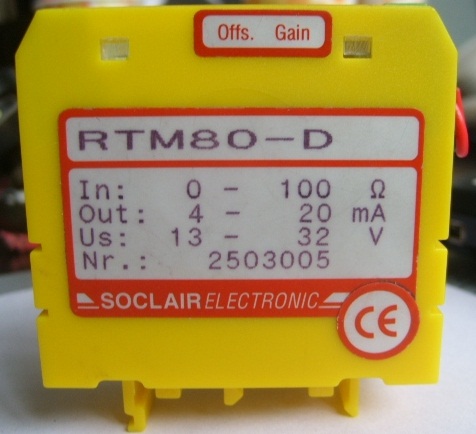 Offs. Gain
RTM80-D
In: 0 - 100 Ω
Out: 4 - 20 mA
Us: 13 - 32 V
Nr.: 2503005
SOCLAIR ELECTRONIC
CE